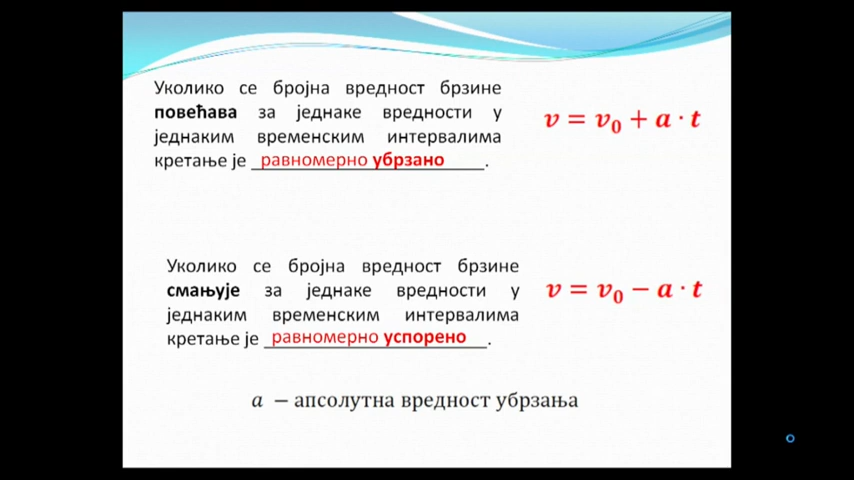 Уколико се бројна вредност брзине
повећава за једнаке вредности у
једнаким временским интервалима
кретање је равномерно убрзано.
v = v₀ + a · t
Уколико се бројна вредност брзине
смањује за једнаке вредности у
једнаким временским интервалима
кретање је равномерно успорено.
v = v₀ − a · t
a − апсолутна вредност убрзања